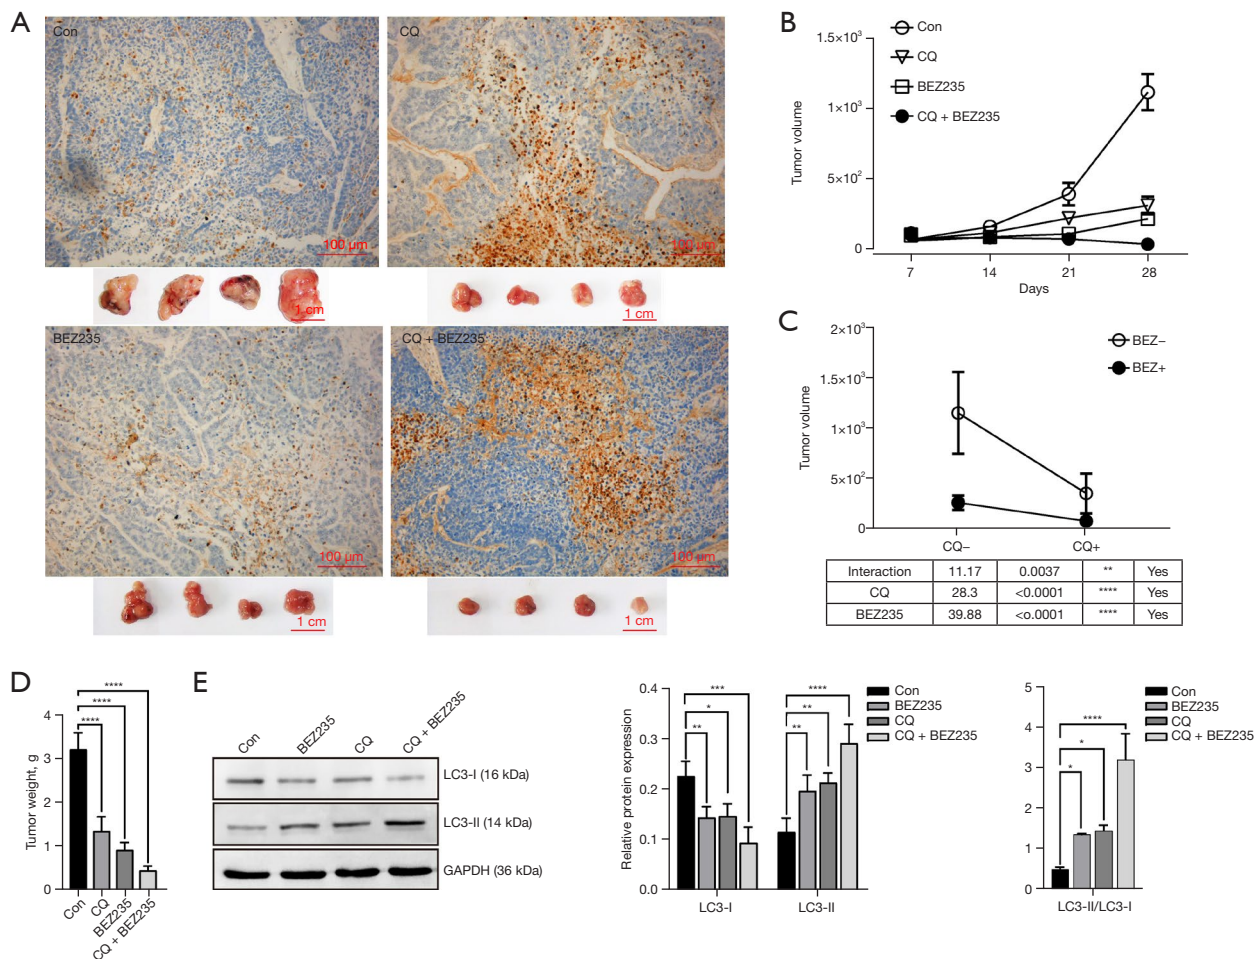 A
Con
CQ
100 µm
100 µm
1 cm
1 cm
BEZ235
CQ + BEZ235
100 µm
100 µm
1 cm
1 cm
B
Con
CQ
BEZ235
CQ + BEZ235
1.5×10³
1×10³
5×10²
0
Tumor volume
7 14 21 28
Days
C
BEZ−
BEZ+
2×10³
1.5×10³
1×10³
5×10²
0
Tumor volume
CQ− CQ+
Interaction 11.17 0.0037 ** Yes
CQ 28.3 <0.0001 **** Yes
BEZ235 39.88 <0.0001 **** Yes
D
****
****
****
4
3
2
1
0
Tumor weight, g
Con
CQ
BEZ235
CQ + BEZ235
E
Con
BEZ235
CQ
CQ + BEZ235
LC3-I (16 kDa)
LC3-II (14 kDa)
GAPDH (36 kDa)
0.4
0.3
0.2
0.1
0.0
Relative protein expression
***
*
**
****
**
**
LC3-I LC3-II
Con
BEZ235
CQ
CQ + BEZ235
5
4
3
2
1
0
****
*
*
LC3-II/LC3-I
Con
BEZ235
CQ
CQ + BEZ235